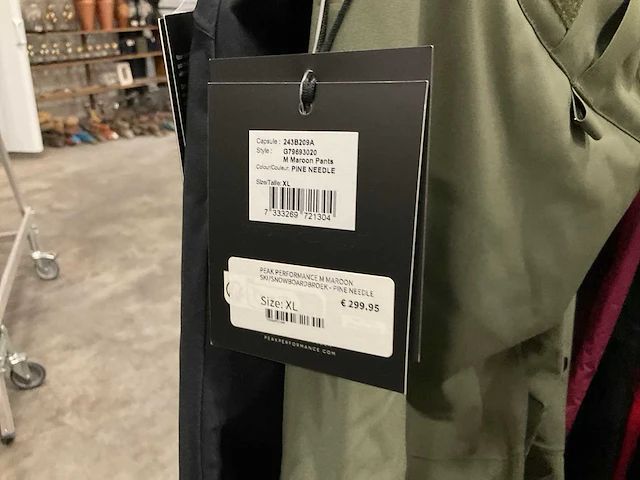 Capsule : 243B209A
Style : G79693020
M Maroon Pants
Colour/Couleur: PINE NEEDLE
Size/Taille: XL
7 333269 721304
PEAK PERFORMANCE M MAROON
SKI/SNOWBOARDBROEK - PINE NEEDLE
Size: XL € 299.95
PEAKPERFORMANCE.COM